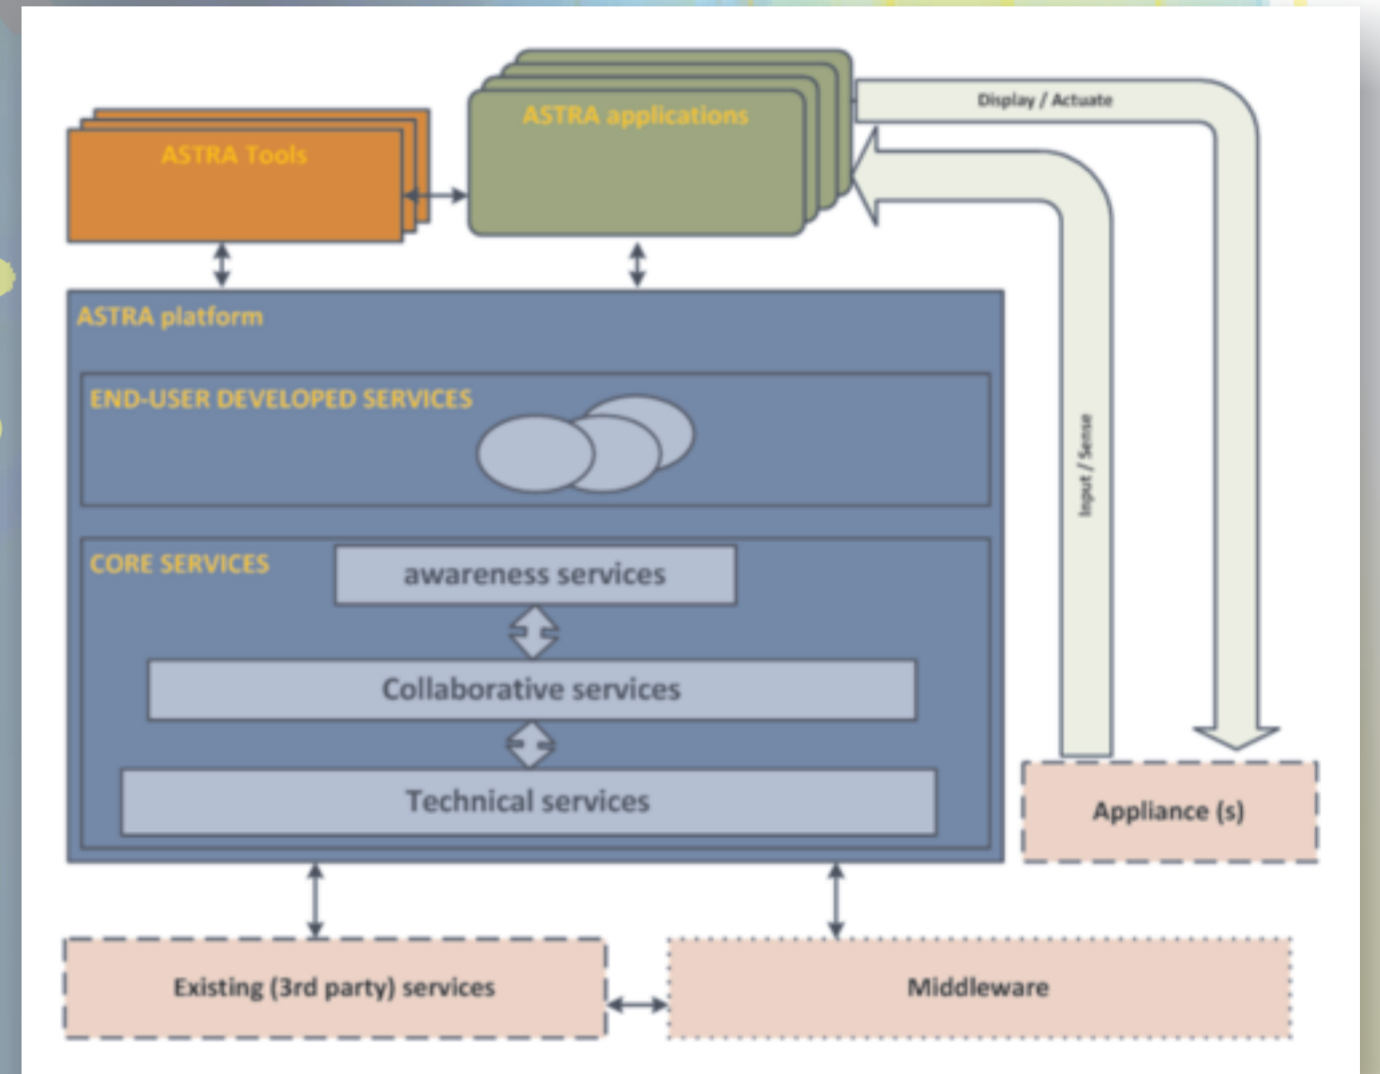 ASTRA Tools
ASTRA applications
Display / Actuate
ASTRA platform
END-USER DEVELOPED SERVICES
Input / Sense
CORE SERVICES
awareness services
Collaborative services
Technical services
Appliance (s)
Existing (3rd party) services
Middleware